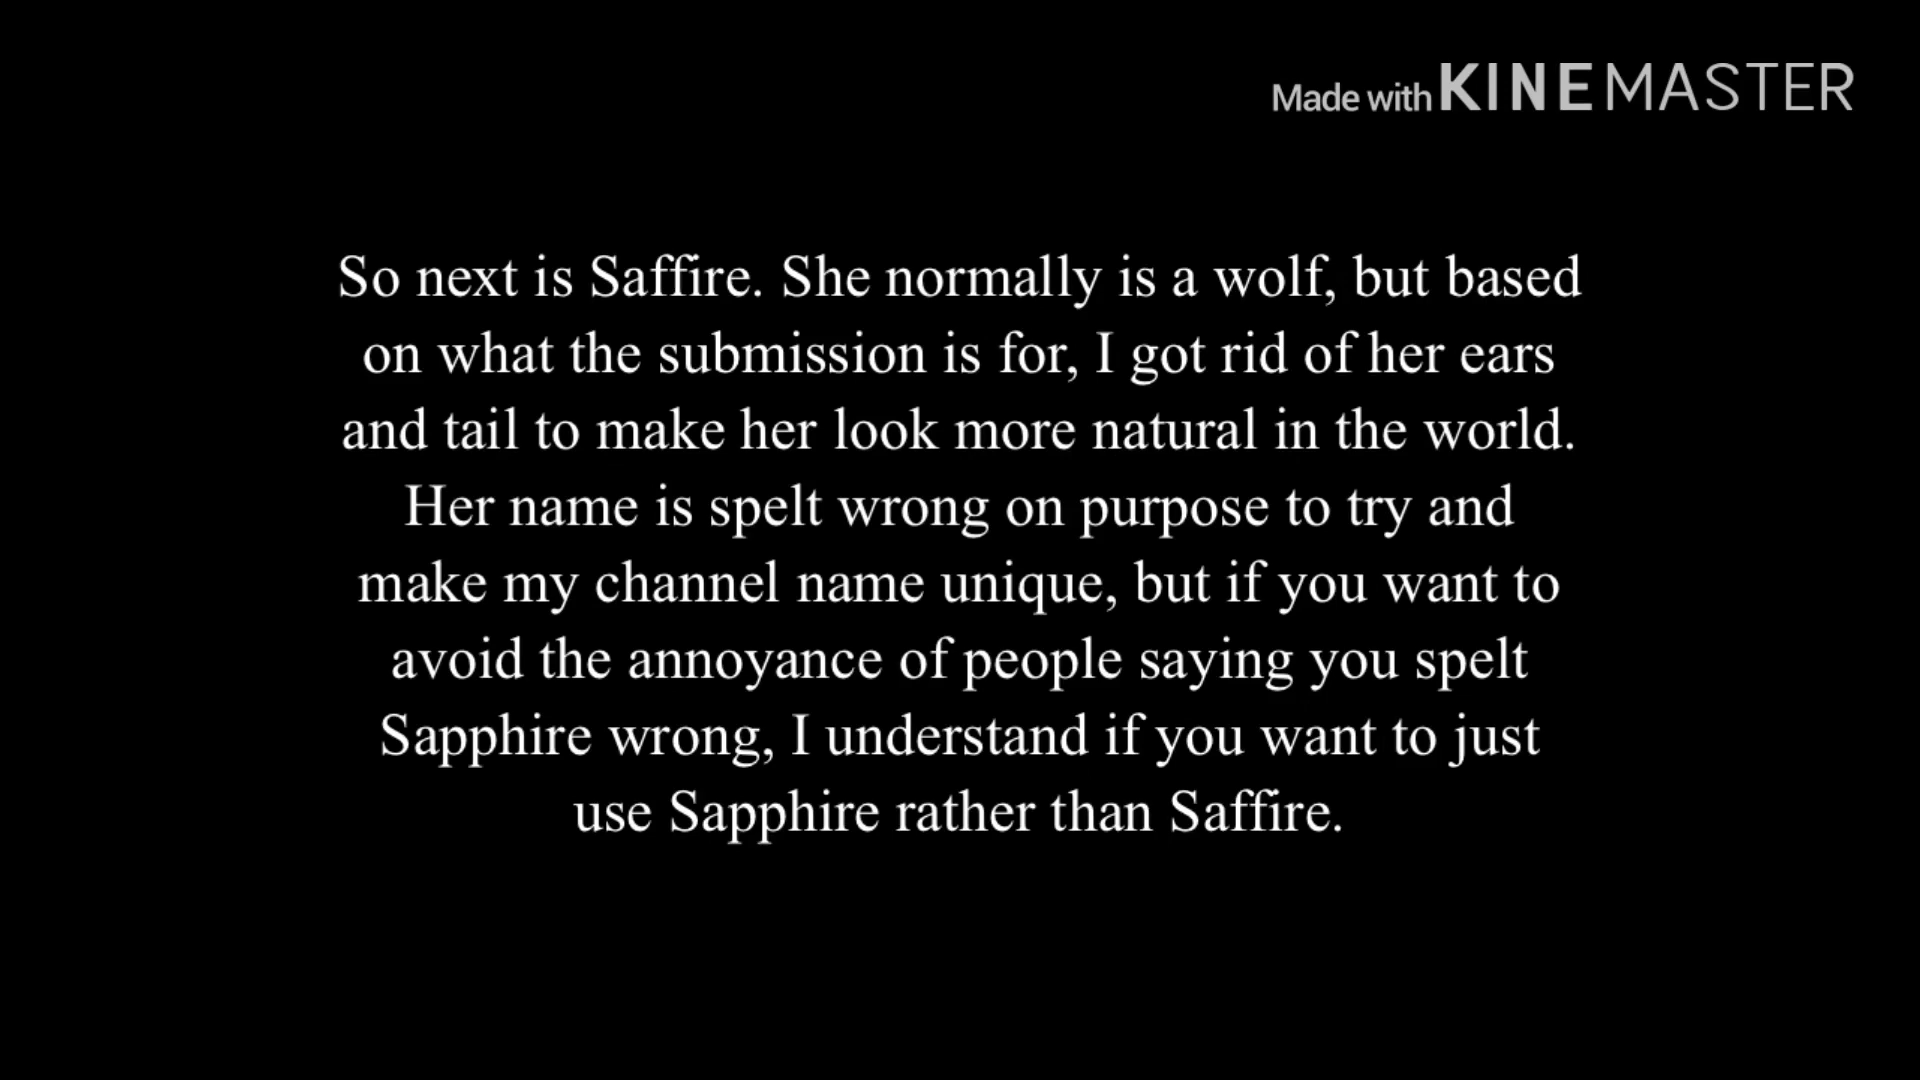 Made with KINEMASTER
So next is Saffire. She normally is a wolf, but based
on what the submission is for, I got rid of her ears
and tail to make her look more natural in the world.
Her name is spelt wrong on purpose to try and
make my channel name unique, but if you want to
avoid the annoyance of people saying you spelt
Sapphire wrong, I understand if you want to just
use Sapphire rather than Saffire.